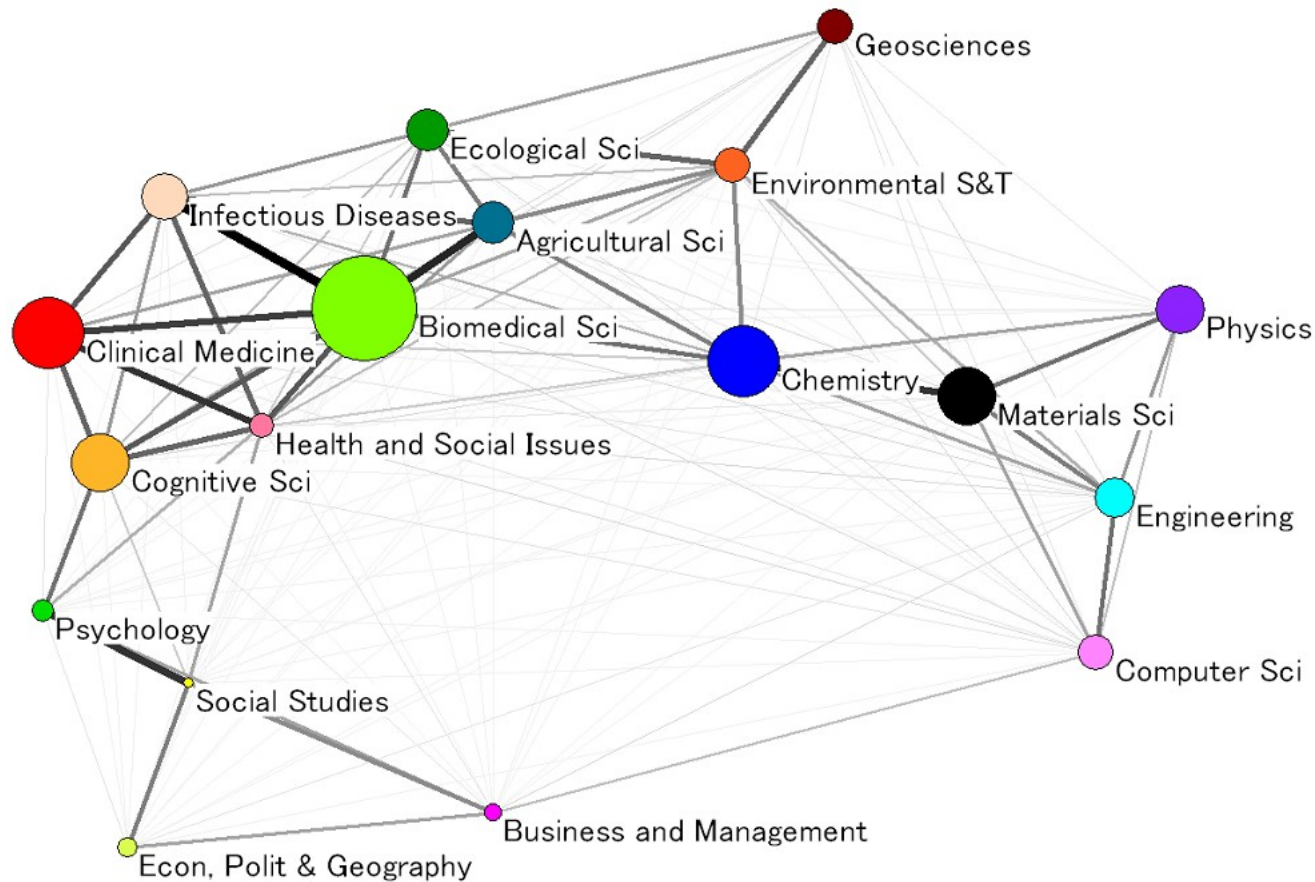 Geosciences
Ecological Sci
Environmental S&T
Infectious Diseases
Agricultural Sci
Biomedical Sci
Physics
Clinical Medicine
Chemistry
Materials Sci
Health and Social Issues
Cognitive Sci
Engineering
Psychology
Computer Sci
Social Studies
Business and Management
Econ, Polit & Geography